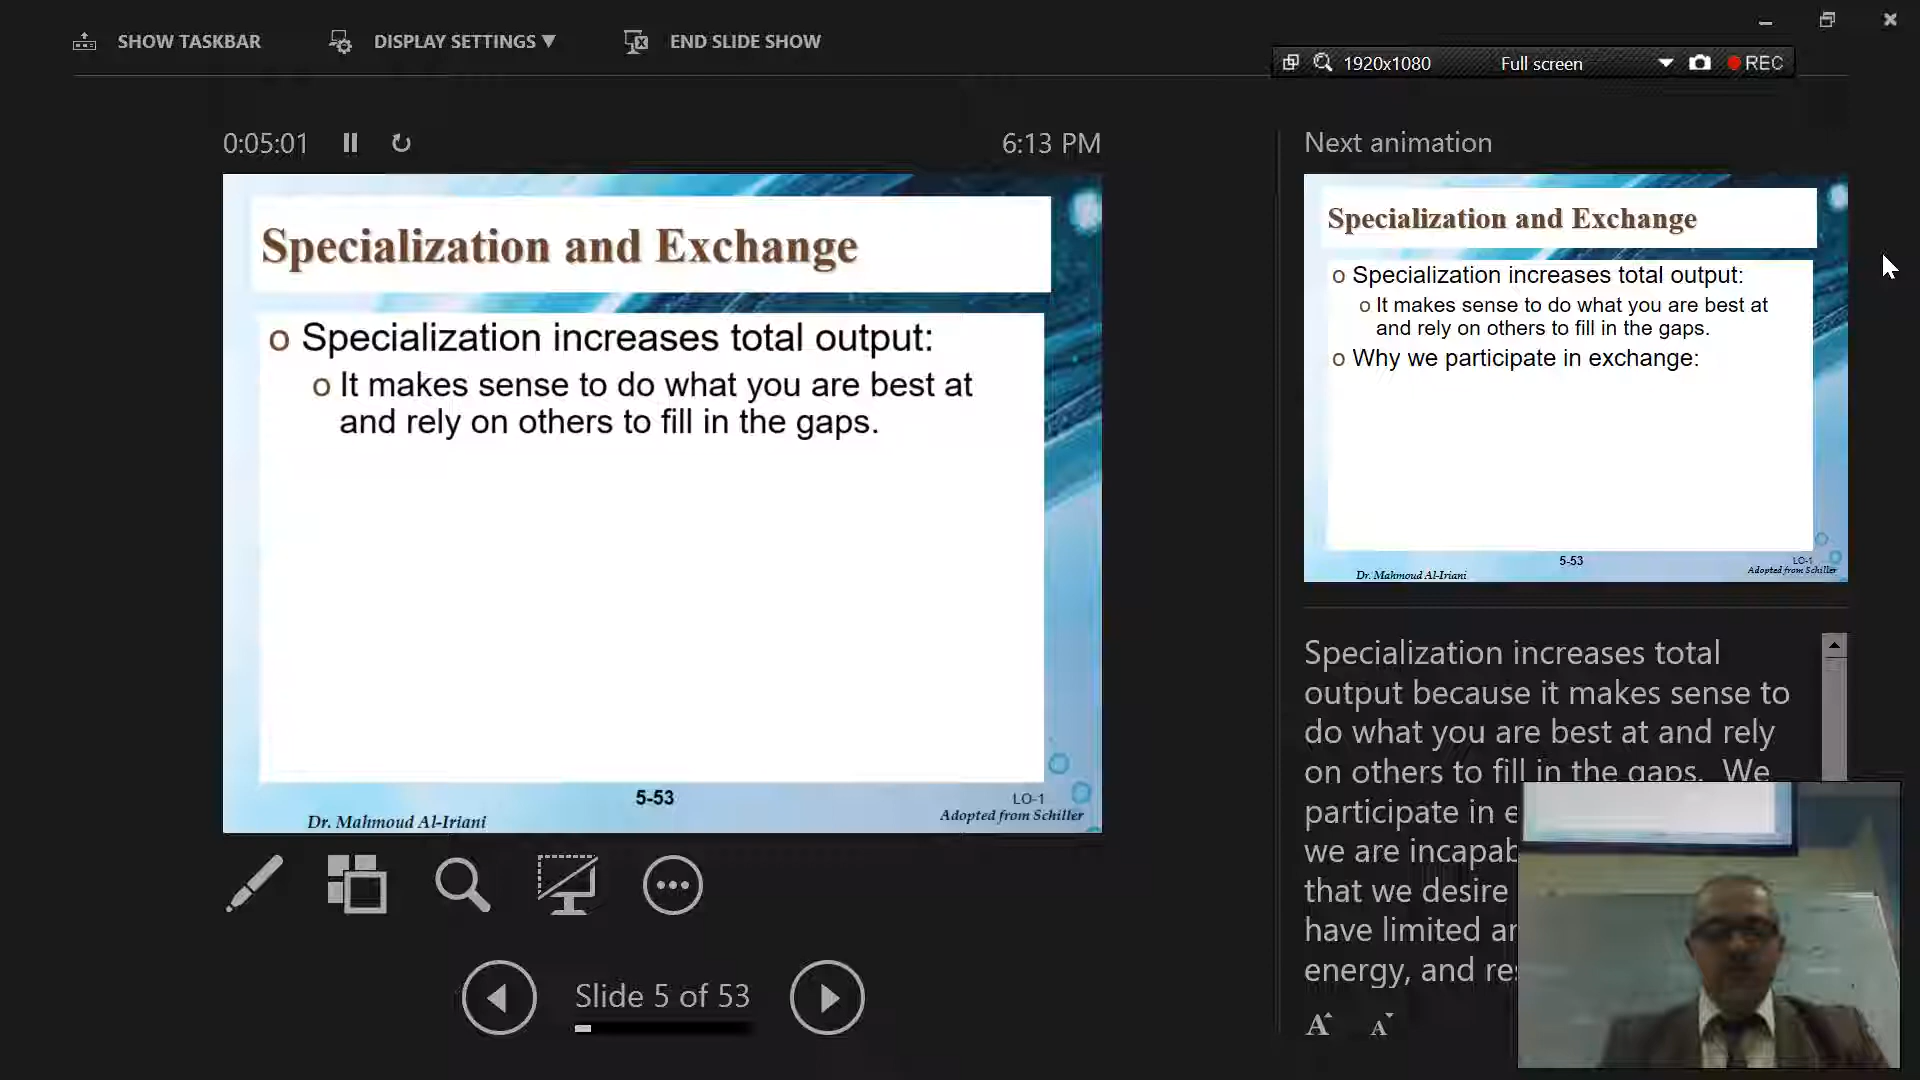 SHOW TASKBAR
DISPLAY SETTINGS ▼
END SLIDE SHOW
1920x1080
Full screen
REC
0:05:01
6:13 PM
Specialization and Exchange
o Specialization increases total output:
o It makes sense to do what you are best at
and rely on others to fill in the gaps.
5-53
LO-1
Dr. Mahmoud Al-Iriani
Adopted from Schiller
Slide 5 of 53
Next animation
Specialization and Exchange
o Specialization increases total output:
o It makes sense to do what you are best at
and rely on others to fill in the gaps.
o Why we participate in exchange:
5-53
LO-1
Dr. Mahmoud Al-Iriani
Adopted from Schiller
Specialization increases total
output because it makes sense to
do what you are best at and rely
on others to fill in the gaps. We
participate in
we are
that we desire
have limited
energy, and
A
A